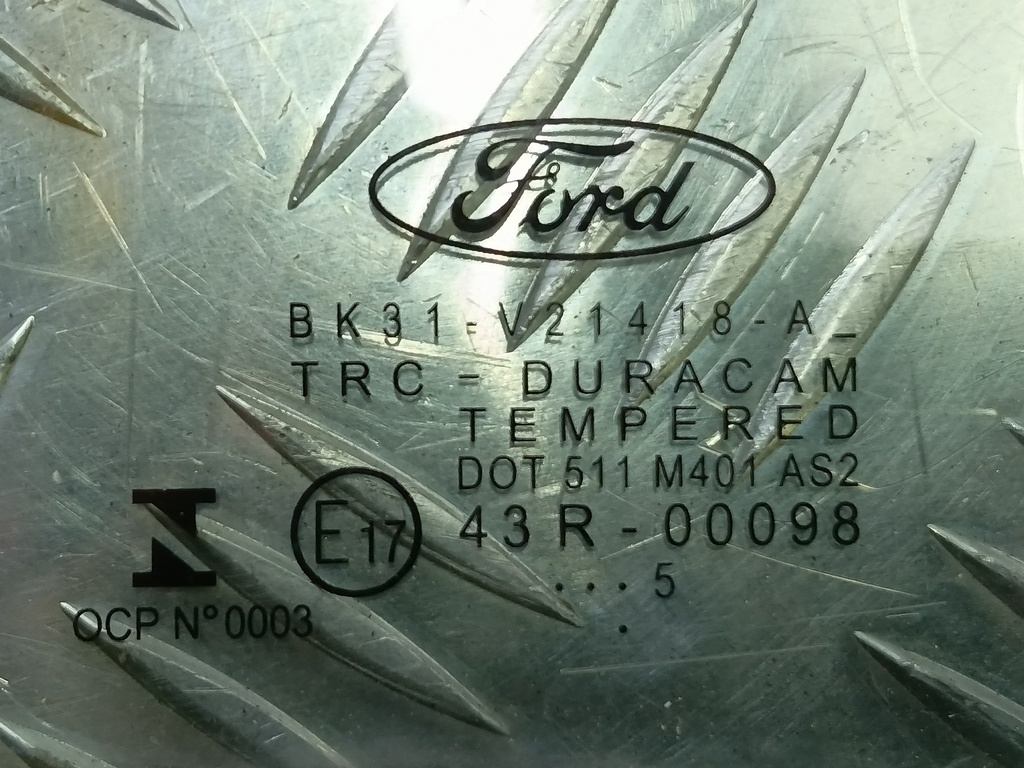 Ford
BK31-V21418-A_
TRC - DURACAM
TEMPERED
DOT 511 M401 AS2
E17 43R-00098
...5
.
OCP N°0003